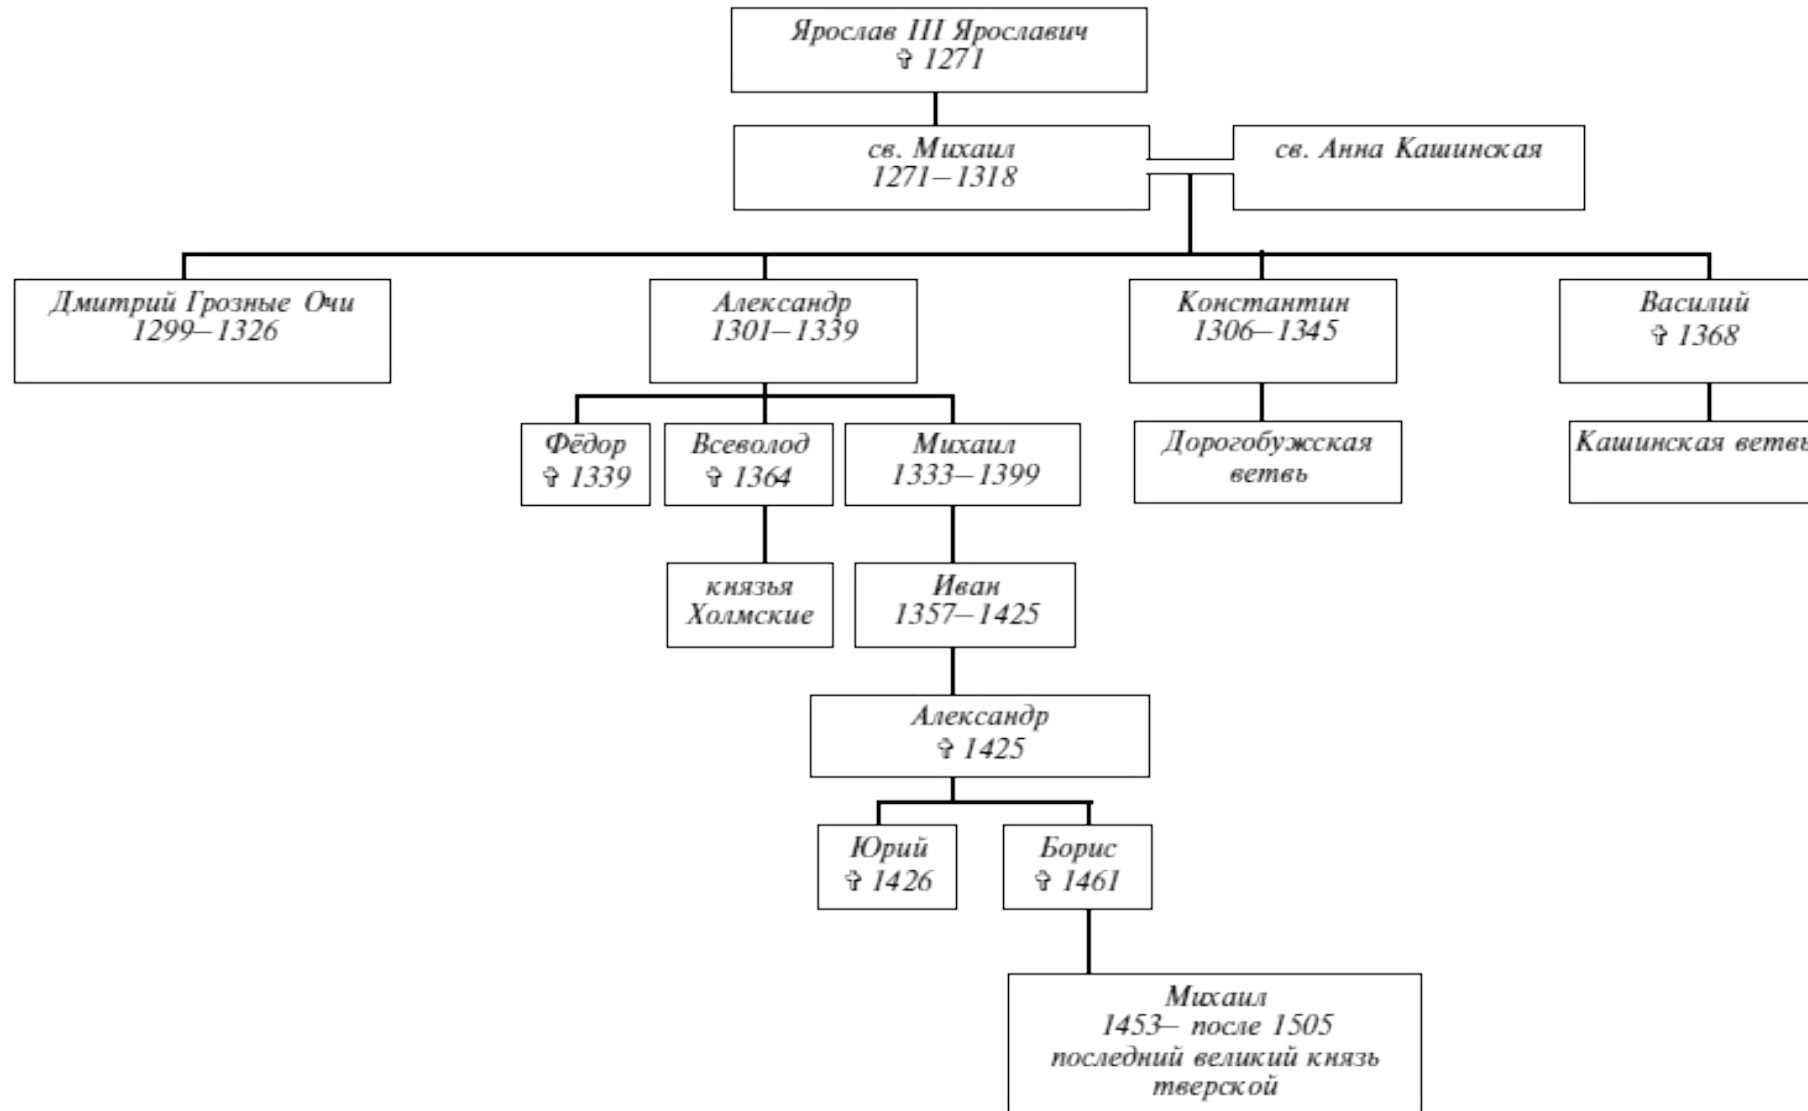 Ярослав III Ярославич
✞ 1271
св. Михаил
1271–1318
св. Анна Кашинская
Дмитрий Грозные Очи
1299–1326
Александр
1301–1339
Константин
1306–1345
Василий
✞ 1368
Фёдор
✞ 1339
Всеволод
✞ 1364
Михаил
1333–1399
Дорогобужская
ветвь
Кашинская ветвь
князья
Холмские
Иван
1357–1425
Александр
✞ 1425
Юрий
✞ 1426
Борис
✞ 1461
Михаил
1453– после 1505
последний великий князь
тверской